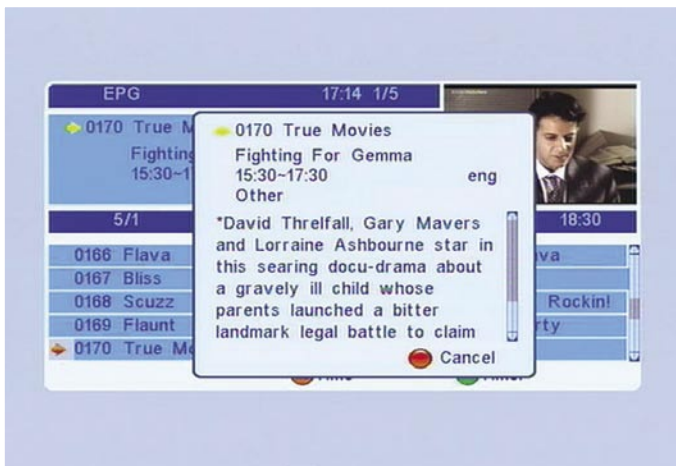 EPG 17:14 1/5
0170 True M
Fighting
15:30~1
0170 True Movies
Fighting For Gemma
15:30~17:30 eng
Other
*David Threlfall, Gary Mavers
and Lorraine Ashbourne star in
this searing docu-drama about
a gravely ill child whose
parents launched a bitter
landmark legal battle to claim
Cancel
5/1 18:30
0166 Flava va
0167 Bliss
0168 Scuzz Rockin!
0169 Flaunt rty
0170 True Mo